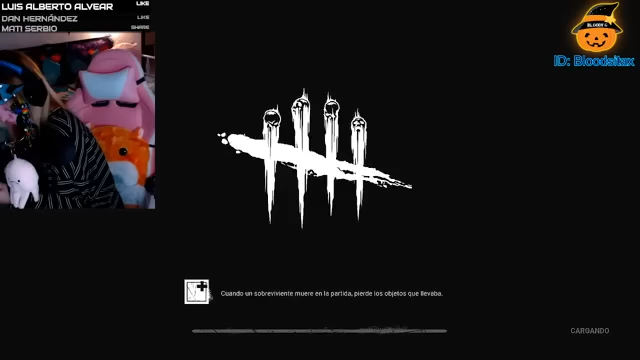 LUIS ALBERTO ALVEAR LIKE
DAN HERNÁNDEZ LIKE
MATI SERBIO SHARE
ID: Bloodsitax
Cuando un sobreviviente muere en la partida, pierde los objetos que llevaba.
CARGANDO